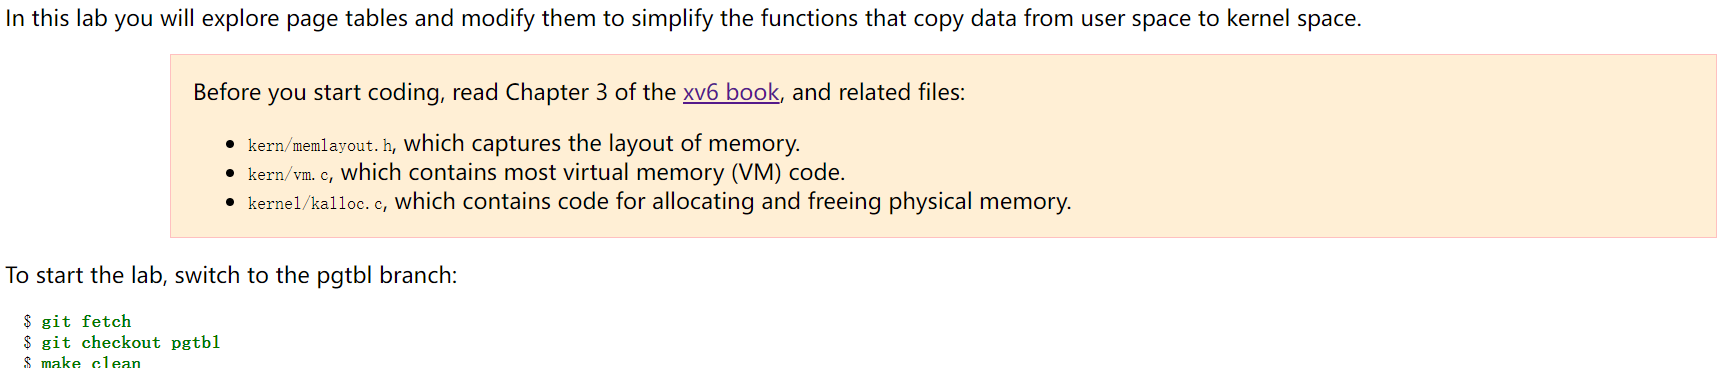 In this lab you will explore page tables and modify them to simplify the functions that copy data from user space to kernel space.
Before you start coding, read Chapter 3 of the xv6 book, and related files:
• kern/memlayout.h, which captures the layout of memory.
• kern/vm.c, which contains most virtual memory (VM) code.
• kernel/kalloc.c, which contains code for allocating and freeing physical memory.
To start the lab, switch to the pgtbl branch:
$ git fetch
$ git checkout pgtbl
$ make clean